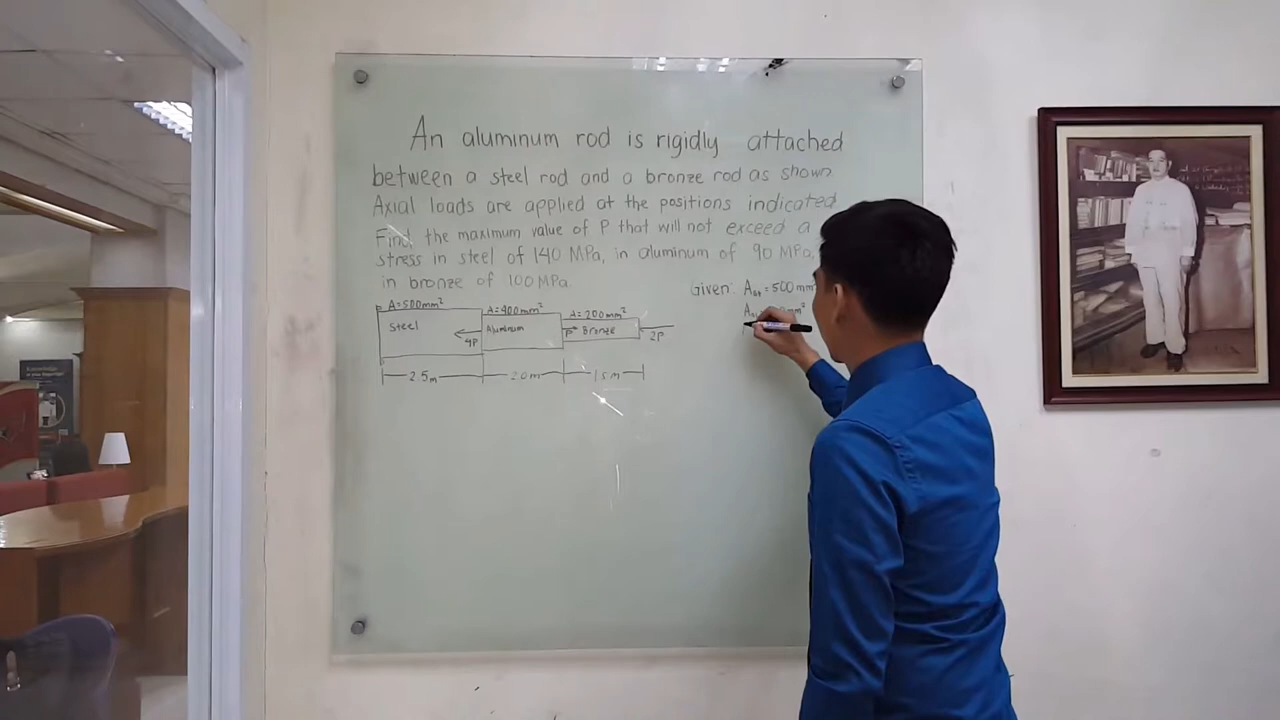 An aluminum rod is rigidly attached
between a steel rod and a bronze rod as shown.
Axial loads are applied at the positions indicated
Find the maximum value of P that will not exceed a
stress in steel of 140 MPa, in aluminum of 90 MPa,
in bronze of 100 MPa.
Given: Ast = 500 mm²
A=500mm² A=400mm² A=200mm²
Steel Aluminum Bronze
4P P 2P
2.5m 2.0m 1.5m